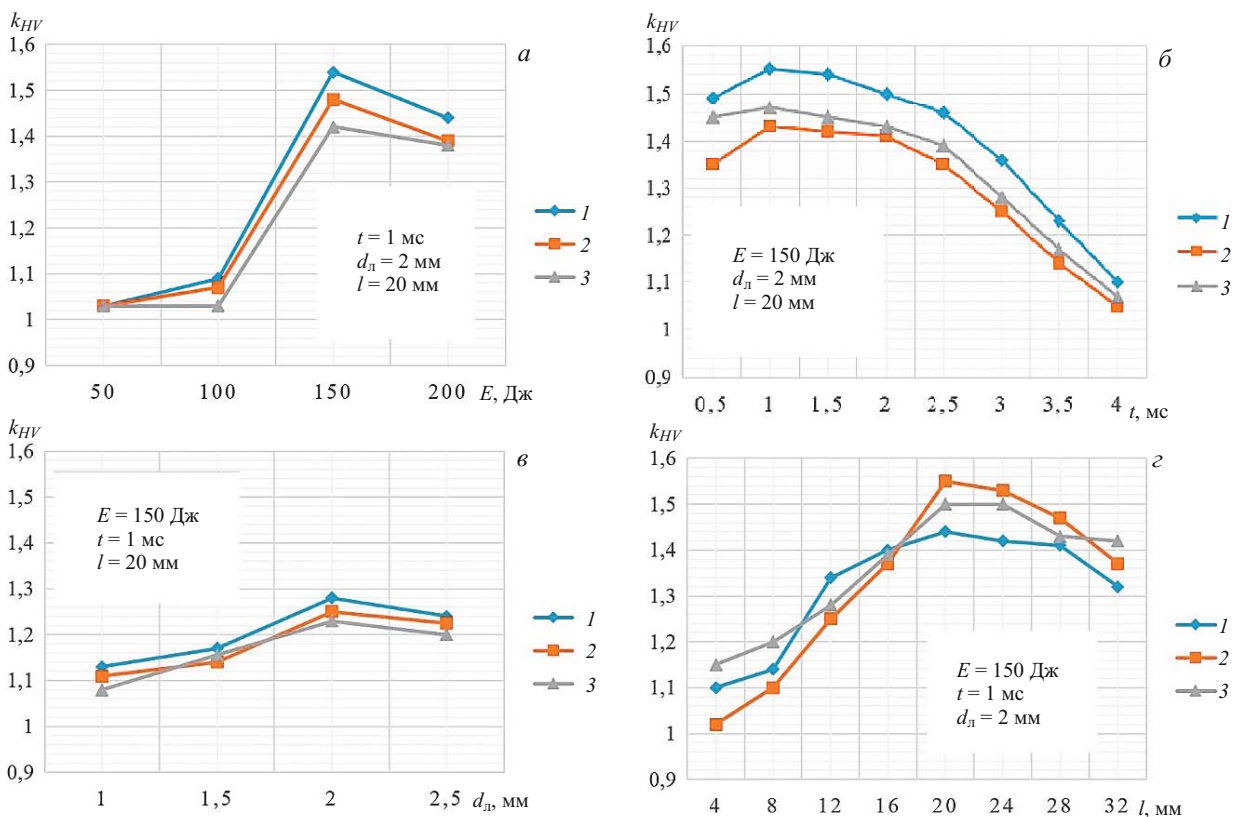 k_HV
а
1,6
1,5
1,4
1,3
1,2
1,1
1
0,9
t = 1 мс
d_л = 2 мм
l = 20 мм
1
2
3
50 100 150 200 E, Дж
k_HV
б
1,6
1,5
1,4
1,3
1,2
1,1
1
0,9
E = 150 Дж
d_л = 2 мм
l = 20 мм
1
2
3
0,5 1 1,5 2 2,5 3 3,5 4 t, мс
k_HV
в
1,6
1,5
1,4
1,3
1,2
1,1
1
0,9
E = 150 Дж
t = 1 мс
l = 20 мм
1
2
3
1 1,5 2 2,5 d_л, мм
k_HV
г
1,6
1,5
1,4
1,3
1,2
1,1
1
0,9
E = 150 Дж
t = 1 мс
d_л = 2 мм
1
2
3
4 8 12 16 20 24 28 32 l, мм